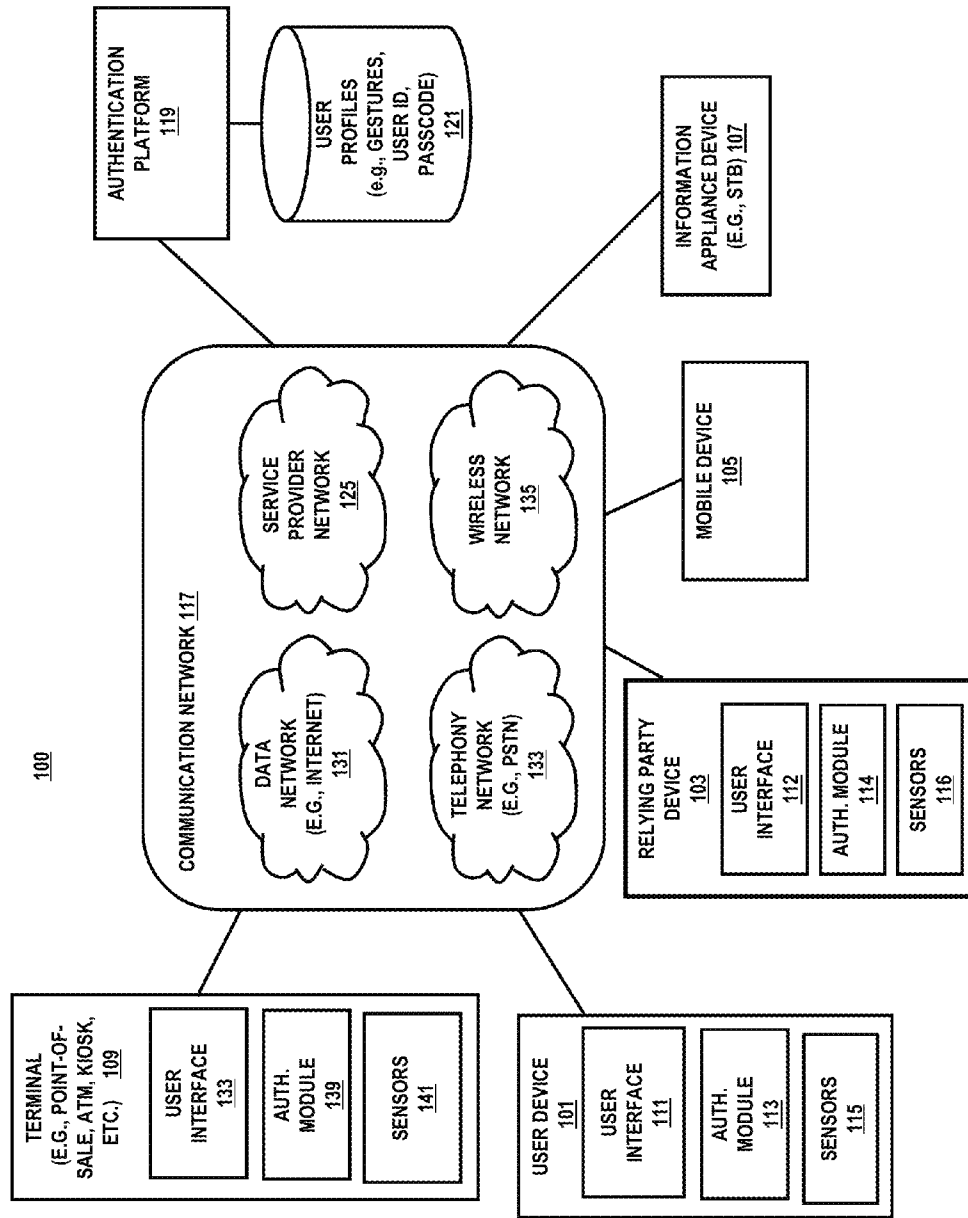 100
TERMINAL
(E.G., POINT-OF-
SALE, ATM, KIOSK,
ETC.) 109
USER
INTERFACE
133
AUTH.
MODULE
139
SENSORS
141
USER DEVICE
101
USER
INTERFACE
111
AUTH.
MODULE
113
SENSORS
115
COMMUNICATION NETWORK 117
DATA
NETWORK
(E.G., INTERNET)
131
SERVICE
PROVIDER
NETWORK
125
TELEPHONY
NETWORK
(E.G., PSTN)
133
WIRELESS
NETWORK
135
AUTHENTICATION
PLATFORM
119
USER
PROFILES
(e.g., GESTURES,
USER ID,
PASSCODE)
121
RELYING PARTY
DEVICE
103
USER
INTERFACE
112
AUTH. MODULE
114
SENSORS
116
MOBILE DEVICE
105
INFORMATION
APPLIANCE DEVICE
(E.G., STB) 107